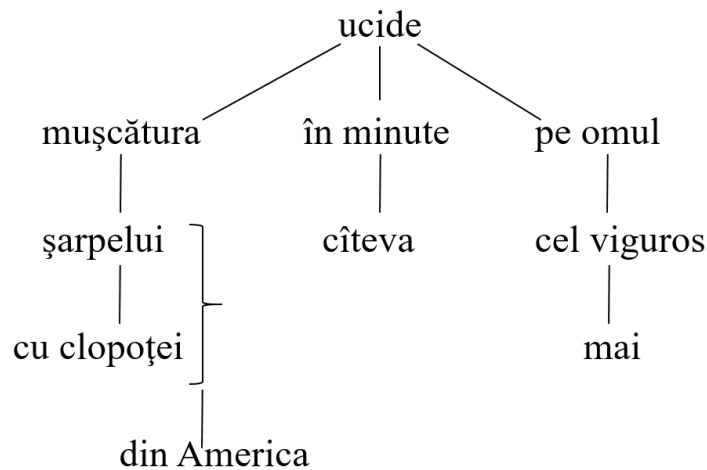 ucide
muşcătura în minute pe omul
şarpelui cîteva cel viguros
cu clopoţei mai
din America